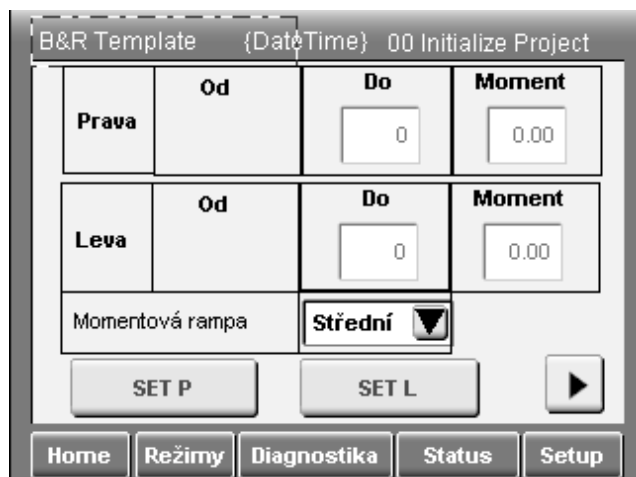 B&R Template {DateTime} 00 Initialize Project
Od Do Moment
Prava 0 0.00
Od Do Moment
Leva 0 0.00
Momentová rampa Střední
SET P SET L
Home Režimy Diagnostika Status Setup